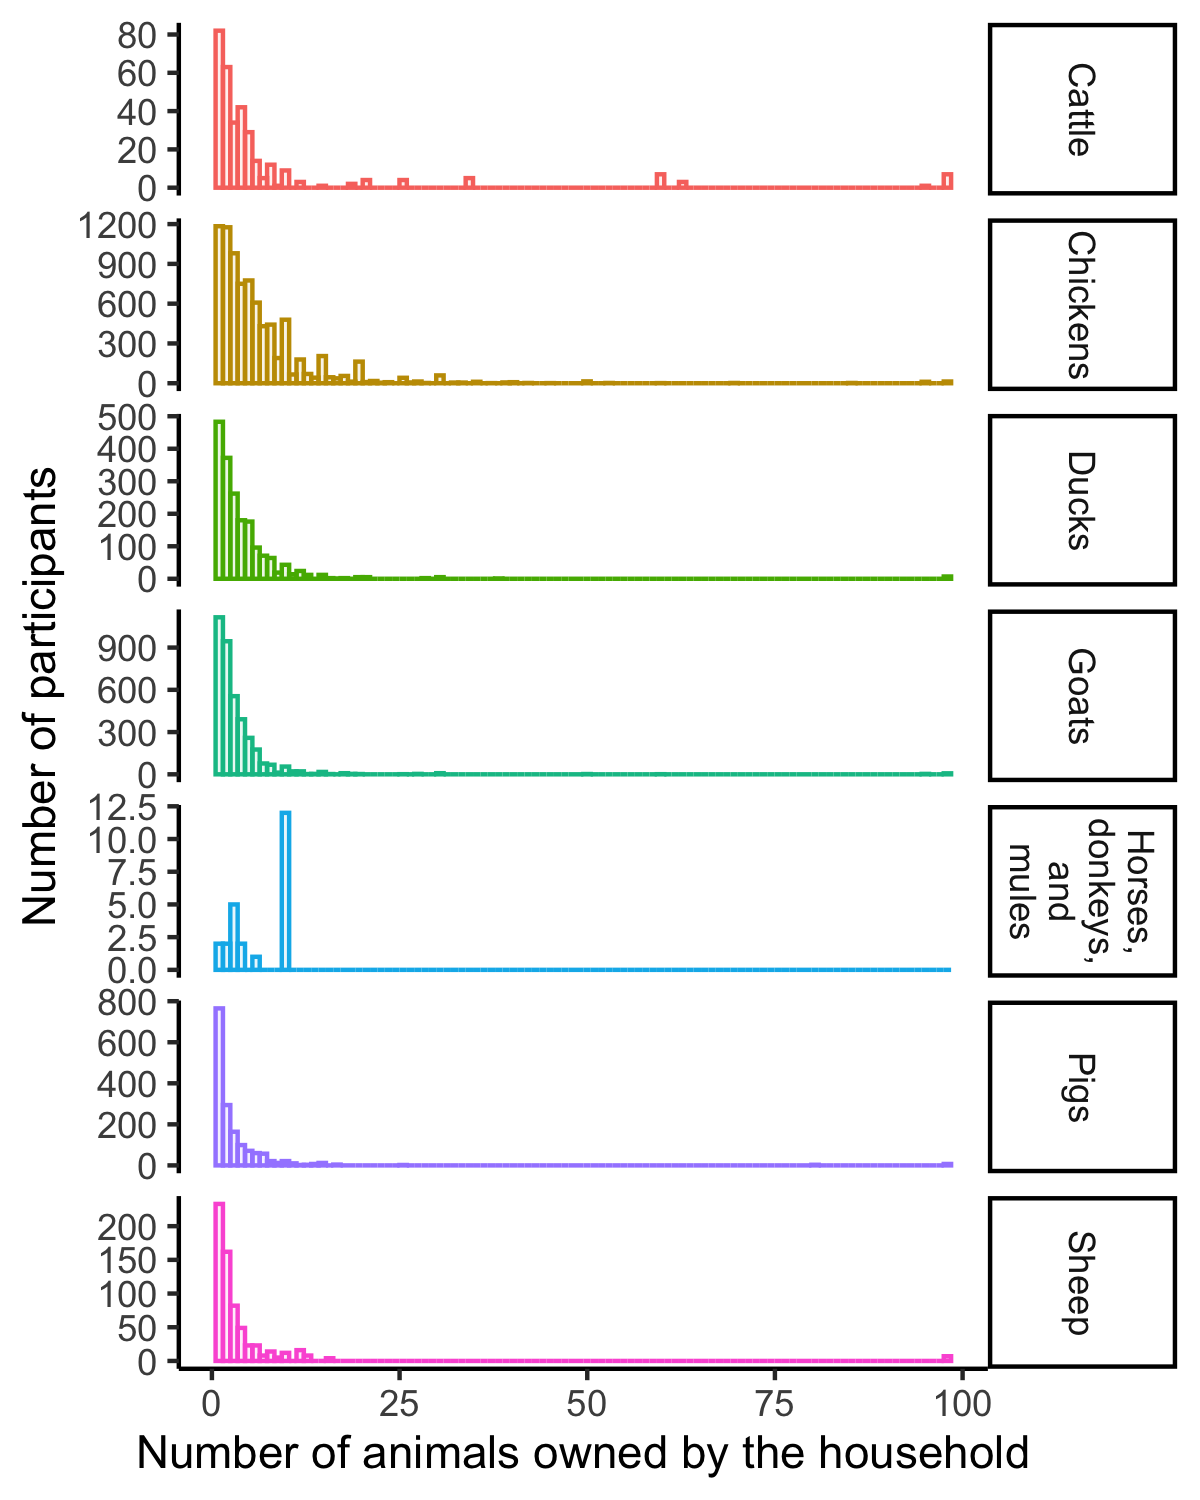 80
60
40
20
0
Cattle
1200
900
600
300
0
Chickens
500
400
300
200
100
0
Ducks
900
600
300
0
Goats
12.5
10.0
7.5
5.0
2.5
0.0
Horses,
donkeys,
and
mules
800
600
400
200
0
Pigs
200
150
100
50
0
Sheep
0 25 50 75 100
Number of animals owned by the household
Number of participants